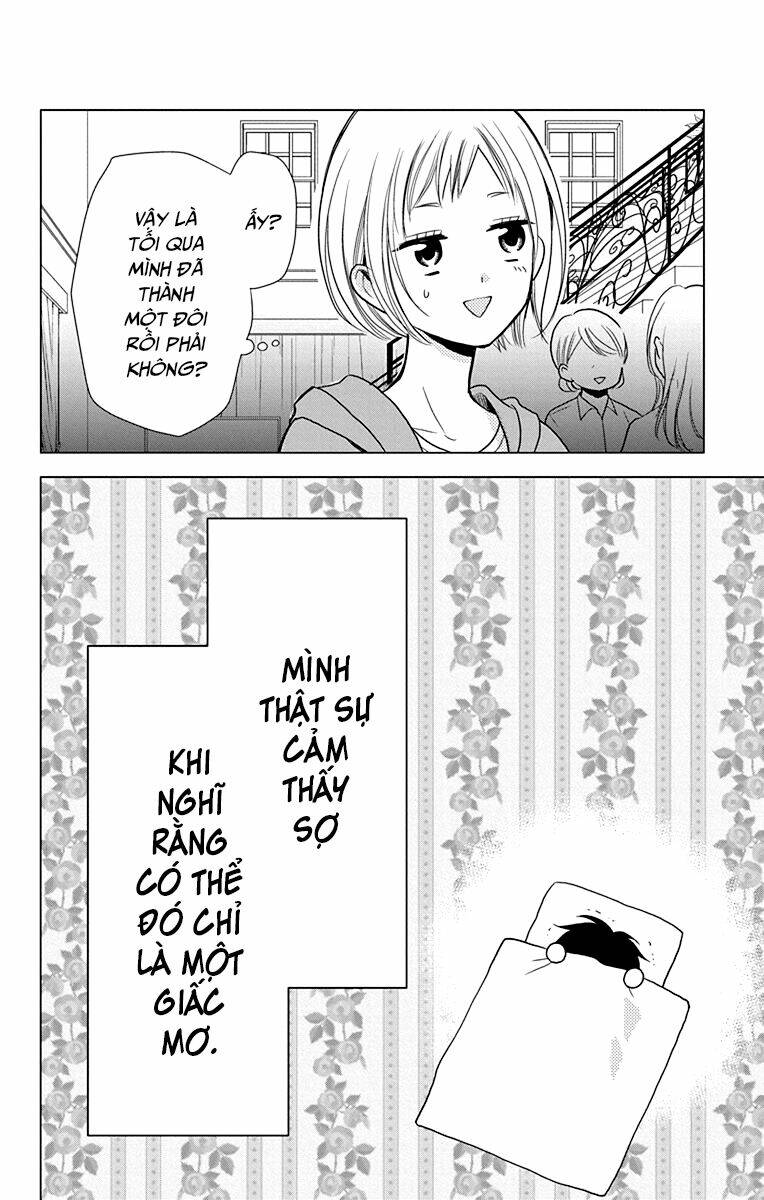 ẤY?
VẬY LÀ
TỐI QUA
MÌNH ĐÃ
THÀNH
MỘT ĐÔI
RỒI PHẢI
KHÔNG?
MÌNH
THẬT SỰ
CẢM
THẤY
SỢ
KHI
NGHĨ
RẰNG
CÓ THỂ
ĐÓ CHỈ
LÀ MỘT
GIẤC
MƠ.